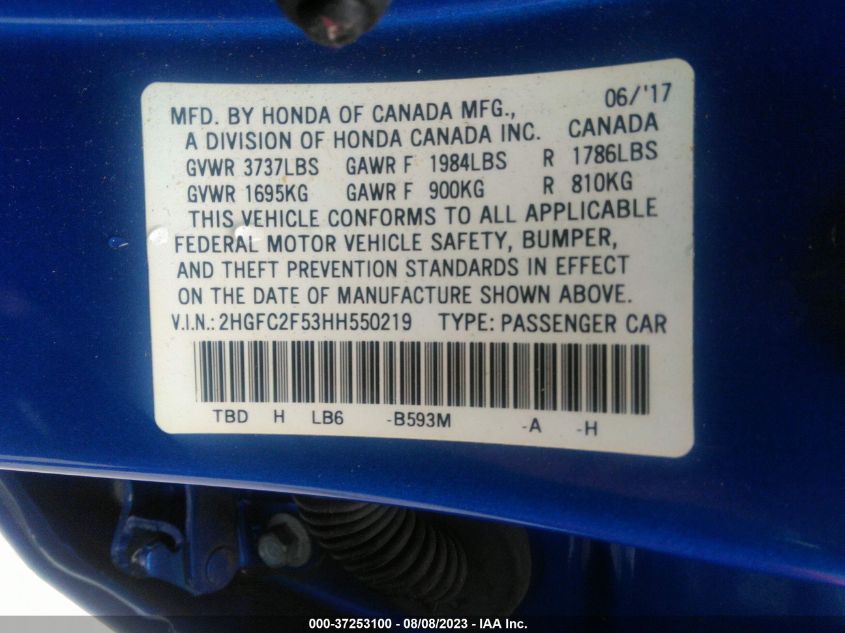 MFD. BY HONDA OF CANADA MFG., 06/'17
A DIVISION OF HONDA CANADA INC. CANADA
GVWR 3737LBS GAWR F 1984LBS R 1786LBS
GVWR 1695KG GAWR F 900KG R 810KG
THIS VEHICLE CONFORMS TO ALL APPLICABLE
FEDERAL MOTOR VEHICLE SAFETY, BUMPER,
AND THEFT PREVENTION STANDARDS IN EFFECT
ON THE DATE OF MANUFACTURE SHOWN ABOVE.
V.I.N.: 2HGFC2F53HH550219 TYPE: PASSENGER CAR
TBD H LB6 -B593M -A -H
000-37253100 - 08/08/2023 - IAA Inc.